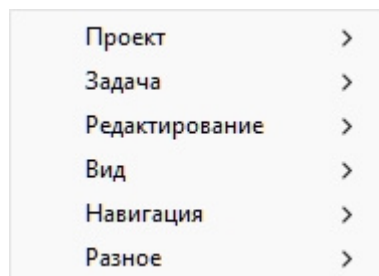 Проект
Задача
Редактирование
Вид
Навигация
Разное